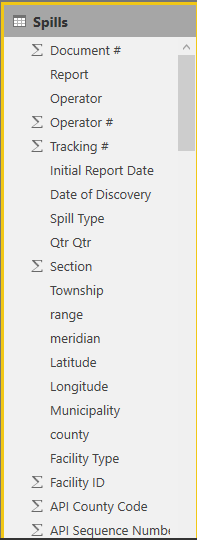 Spills
Σ Document #
Report
Operator
Σ Operator #
Σ Tracking #
Initial Report Date
Date of Discovery
Spill Type
Qtr Qtr
Σ Section
Township
range
meridian
Latitude
Longitude
Municipality
county
Facility Type
Σ Facility ID
Σ API County Code
Σ API Sequence Numbe